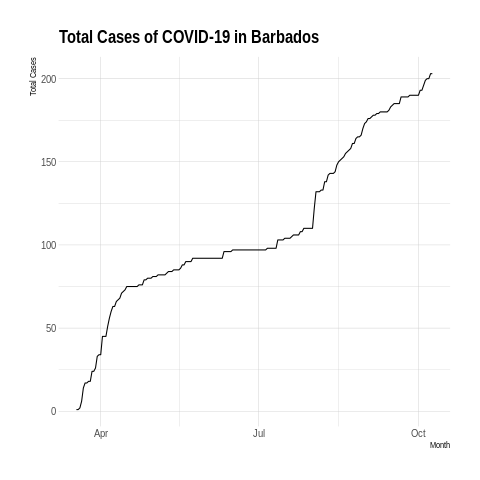 Total Cases of COVID-19 in Barbados
Total Cases
200
150
100
50
0
Apr
Jul
Oct
Month